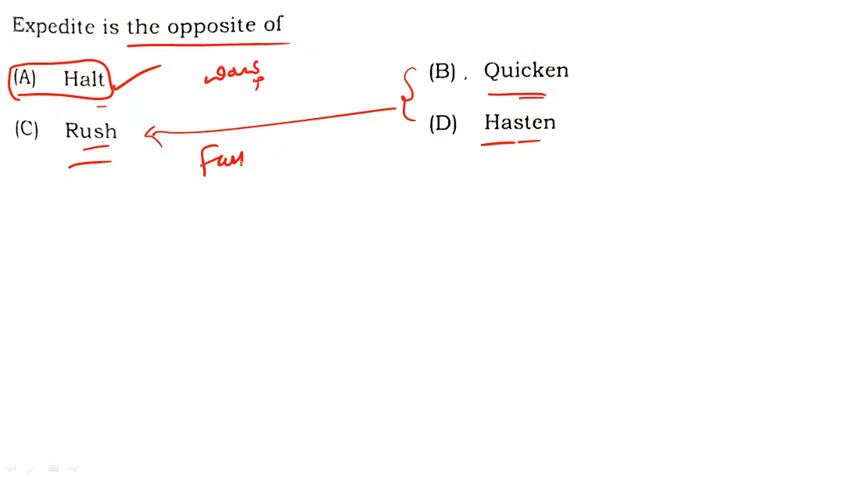 Expedite is the opposite of
(A) Halt
(B) . Quicken
(C) Rush
(D) Hasten